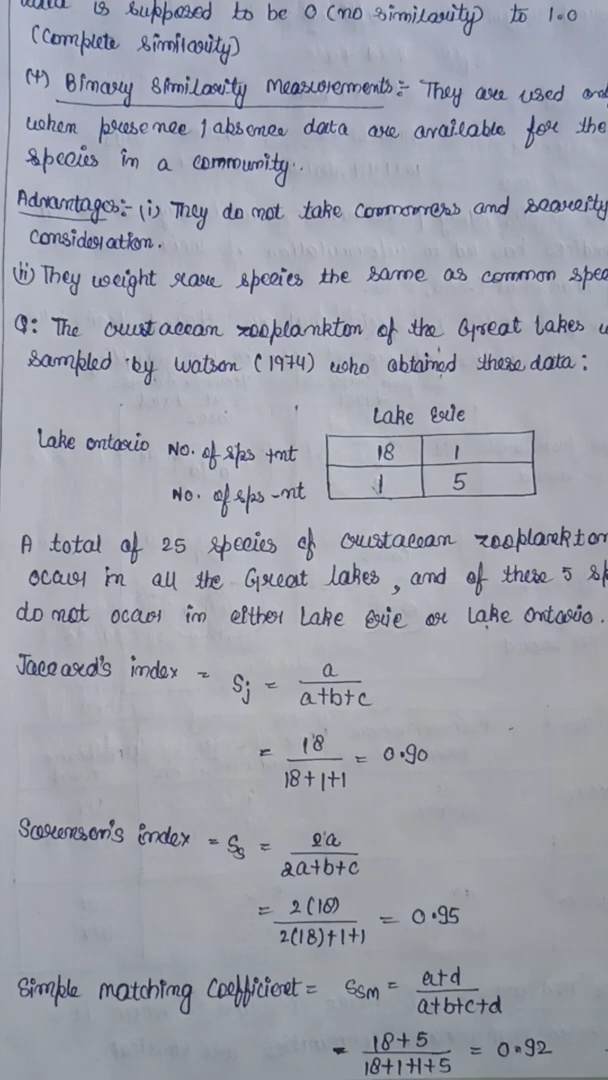 is supposed to be 0 (no similarity) to 1.0
(Complete similarity)
(*) Binary Similarity Measurements:- They are used
when presence / absence data are available for the
species in a community.
Advantages:- (i) They do not take commonness and scarcity
consideration.
(ii) They weight rare species the same as common spe
Q: The crustacean zooplankton of the Great lakes
sampled by watson (1974) who obtained these data:
Lake Erie
Lake ontario No. of sps +nt 18 1
No. of sps -nt 1 5
A total of 25 species of crustacean zooplankton
occur in all the Great lakes, and of these 5 sp
do not occur in either Lake Erie or Lake Ontario.
Jaccard's index = Sj = a / a+b+c
= 18 / 18+1+1 = 0.90
Sorenson's index = Ss = 2a / 2a+b+c
= 2(18) / 2(18)+1+1 = 0.95
Simple matching Coefficient = SSM = a+d / a+b+c+d
= 18+5 / 18+1+1+5 = 0.92